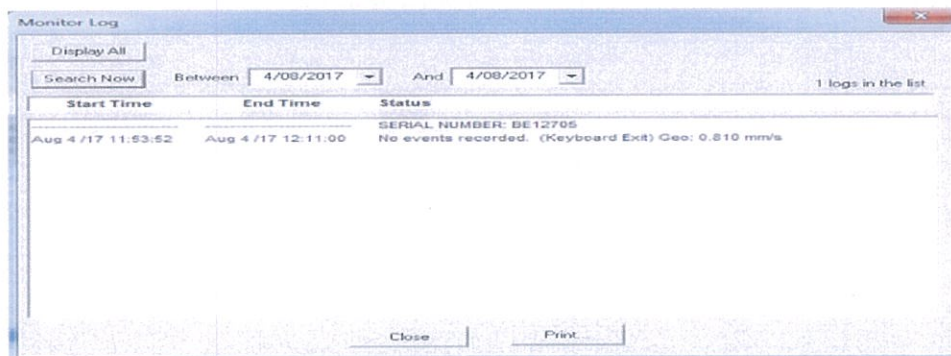 Monitor Log
Display All
Search Now Between 4/08/2017 And 4/08/2017 1 logs in the list
Start Time End Time Status
SERIAL NUMBER: BE12705
Aug 4 /17 11:53:52 Aug 4 /17 12:11:00 No events recorded. (Keyboard Exit) Geo: 0.810 mm/s
Close Print...